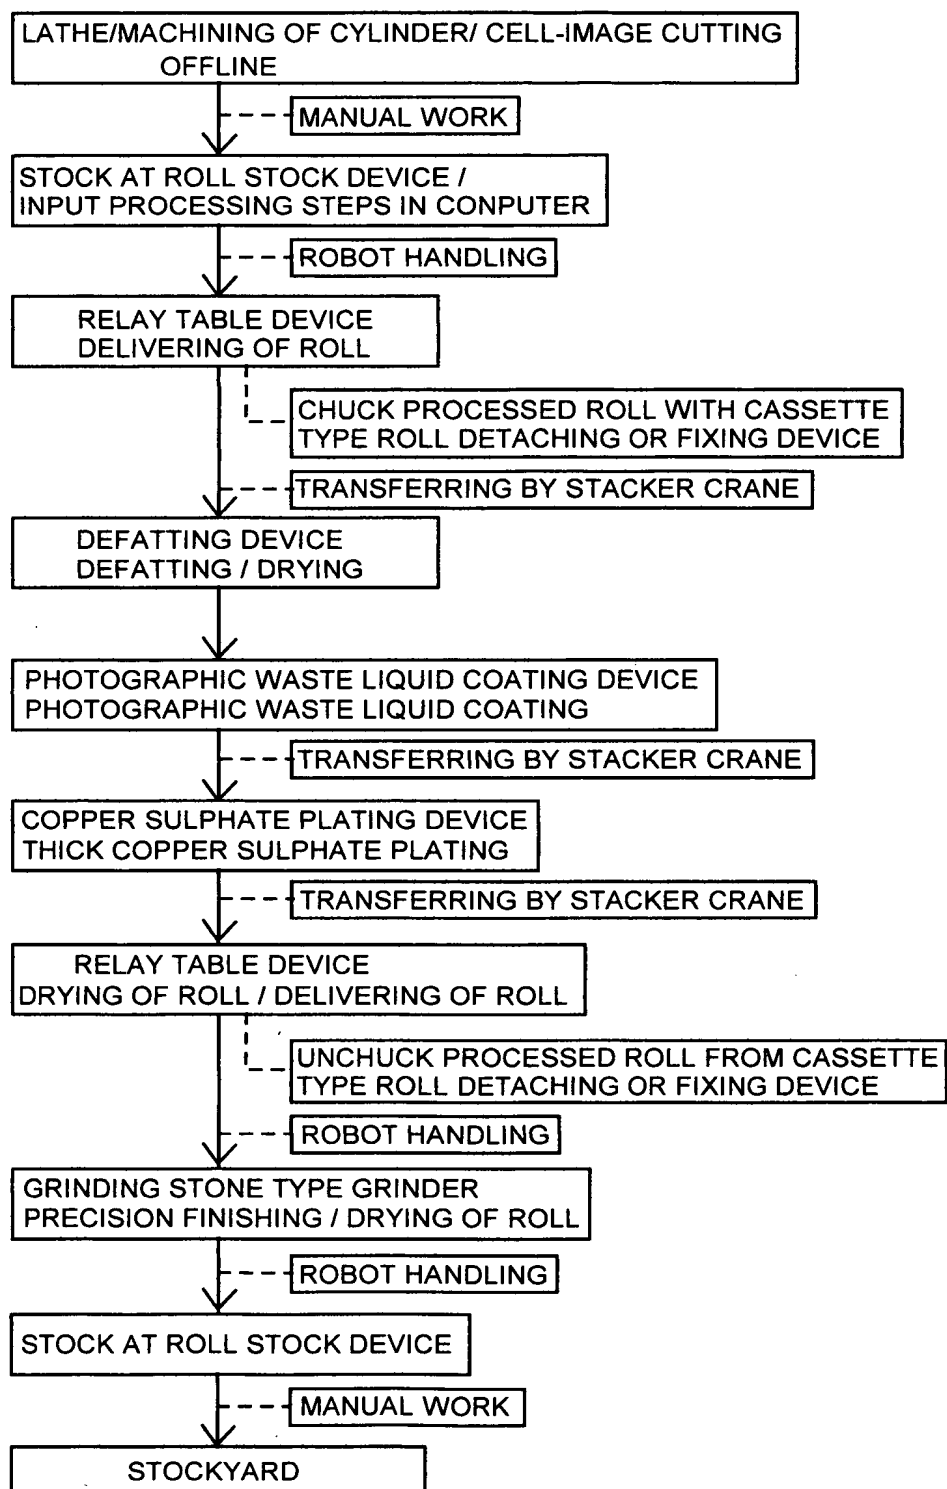 LATHE/MACHINING OF CYLINDER/ CELL-IMAGE CUTTING
OFFLINE
MANUAL WORK
STOCK AT ROLL STOCK DEVICE /
INPUT PROCESSING STEPS IN CONPUTER
ROBOT HANDLING
RELAY TABLE DEVICE
DELIVERING OF ROLL
CHUCK PROCESSED ROLL WITH CASSETTE
TYPE ROLL DETACHING OR FIXING DEVICE
TRANSFERRING BY STACKER CRANE
DEFATTING DEVICE
DEFATTING / DRYING
PHOTOGRAPHIC WASTE LIQUID COATING DEVICE
PHOTOGRAPHIC WASTE LIQUID COATING
TRANSFERRING BY STACKER CRANE
COPPER SULPHATE PLATING DEVICE
THICK COPPER SULPHATE PLATING
TRANSFERRING BY STACKER CRANE
RELAY TABLE DEVICE
DRYING OF ROLL / DELIVERING OF ROLL
UNCHUCK PROCESSED ROLL FROM CASSETTE
TYPE ROLL DETACHING OR FIXING DEVICE
ROBOT HANDLING
GRINDING STONE TYPE GRINDER
PRECISION FINISHING / DRYING OF ROLL
ROBOT HANDLING
STOCK AT ROLL STOCK DEVICE
MANUAL WORK
STOCKYARD